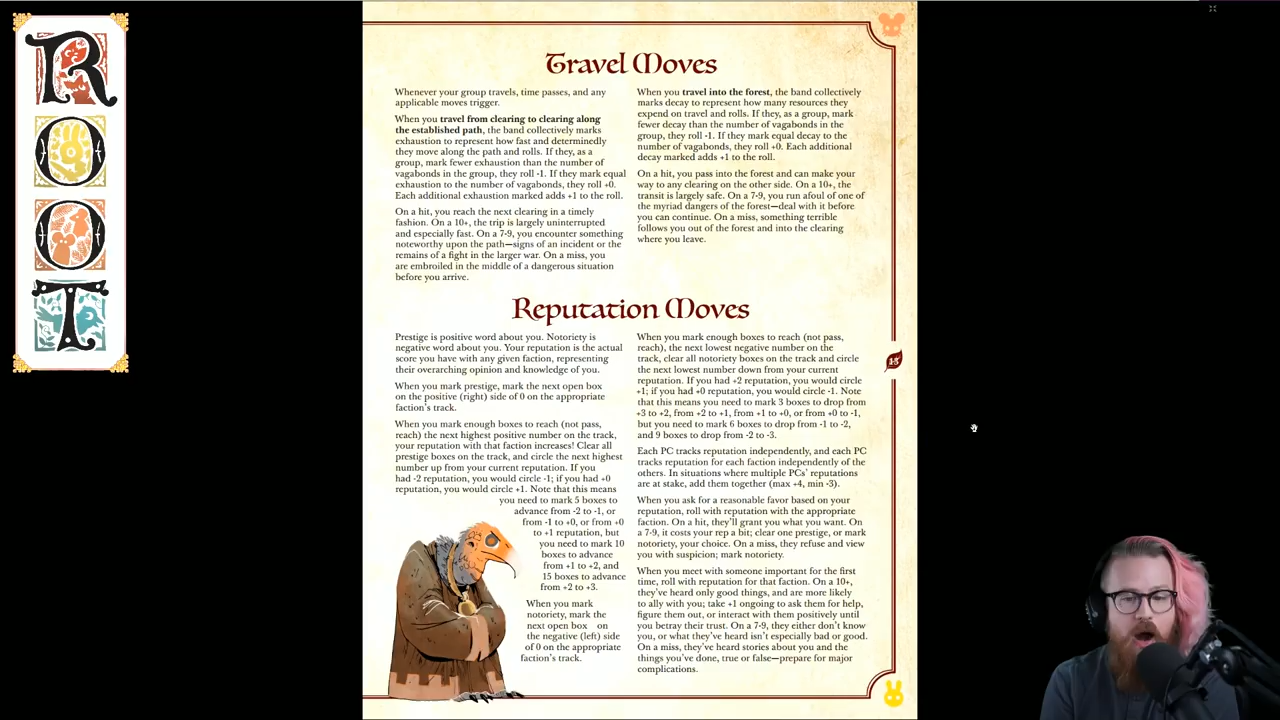 ROOT
Travel Moves
Whenever your group travels, time passes, and any
applicable moves trigger.
When you travel from clearing to clearing along
the established path, the band collectively marks
exhaustion to represent how fast and determinedly
they move along the path and rolls. If they, as a
group, mark fewer exhaustion than the number of
vagabonds in the group, they roll -1. If they mark equal
exhaustion to the number of vagabonds, they roll +0.
Each additional exhaustion marked adds +1 to the roll.
On a hit, you reach the next clearing in a timely
fashion. On a 10+, the trip is largely uninterrupted
and especially fast. On a 7-9, you encounter something
noteworthy upon the path—signs of an incident or the
remains of a fight in the larger war. On a miss, you
are embroiled in the middle of a dangerous situation
before you arrive.
When you travel into the forest, the band collectively
marks decay to represent how many resources they
expend on travel and rolls. If they, as a group, mark
fewer decay than the number of vagabonds in the
group, they roll -1. If they mark equal decay to the
number of vagabonds, they roll +0. Each additional
decay marked adds +1 to the roll.
On a hit, you pass into the forest and can make your
way to any clearing on the other side. On a 10+, the
transit is largely safe. On a 7-9, you run afoul of one of
the myriad dangers of the forest—deal with it before
you can continue. On a miss, something terrible
follows you out of the forest and into the clearing
where you leave.
Reputation Moves
Prestige is positive word about you. Notoriety is
negative word about you. Your reputation is the actual
score you have with any given faction, representing
their overarching opinion and knowledge of you.
When you mark prestige, mark the next open box
on the positive (right) side of 0 on the appropriate
faction's track.
When you mark enough boxes to reach (not pass,
reach) the next highest positive number on the track,
your reputation with that faction increases! Clear all
prestige boxes on the track, and circle the next highest
number up from your current reputation. If you
had -2 reputation, you would circle -1; if you had +0
reputation, you would circle +1. Note that this means
you need to mark 5 boxes to
advance from -2 to -1, or
from -1 to +0, or from +0
to +1 reputation, but
you need to mark 10
boxes to advance
from +1 to +2, and
15 boxes to advance
from +2 to +3.
When you mark
notoriety, mark the
next open box on
the negative (left) side
of 0 on the appropriate
faction's track.
When you mark enough boxes to reach (not pass,
reach), the next lowest negative number on the
track, clear all notoriety boxes on the track and circle
the next lowest number down from your current
reputation. If you had +2 reputation, you would circle
+1; if you had +0 reputation, you would circle -1. Note
that this means you need to mark 3 boxes to drop from
+3 to +2, from +2 to +1, from +1 to +0, or from +0 to -1,
but you need to mark 6 boxes to drop from -1 to -2,
and 9 boxes to drop from -2 to -3.
Each PC tracks reputation independently, and each PC
tracks reputation for each faction independently of the
others. In situations where multiple PCs' reputations
are at stake, add them together (max +4, min -3).
When you ask for a reasonable favor based on your
reputation, roll with reputation with the appropriate
faction. On a hit, they'll grant you what you want. On
a 7-9, it costs your rep a bit; clear one prestige, or mark
notoriety, your choice. On a miss, they refuse and view
you with suspicion; mark notoriety.
When you meet with someone important for the first
time, roll with reputation for that faction. On a 10+,
they've heard only good things, and are more likely
to ally with you; take +1 ongoing to ask them for help,
figure them out, or interact with them positively until
you betray their trust. On a 7-9, they either don't know
you, or what they've heard isn't especially bad or good.
On a miss, they've heard stories about you and the
things you've done, true or false—prepare for major
complications.